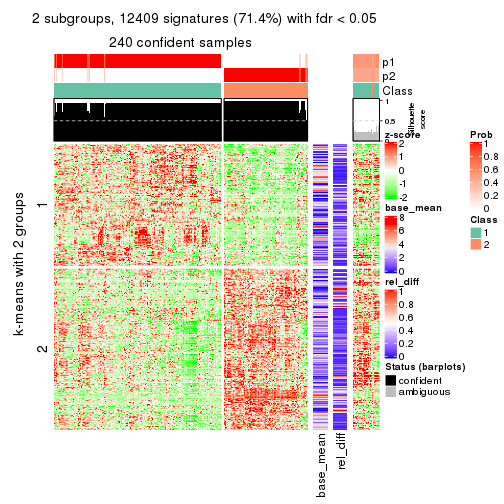 2 subgroups, 12409 signatures (71.4%) with fdr < 0.05
240 confident samples
p1
p2
Class
1
0.5
0
Silhouette
score
k-means with 2 groups
1
2
base_mean
rel_diff
z-score
2
1
0
-1
-2
base_mean
8
6
4
2
0
rel_diff
1
0.8
0.6
0.4
0.2
0
Status (barplots)
confident
ambiguous
Prob
1
0.8
0.6
0.4
0.2
0
Class
1
2